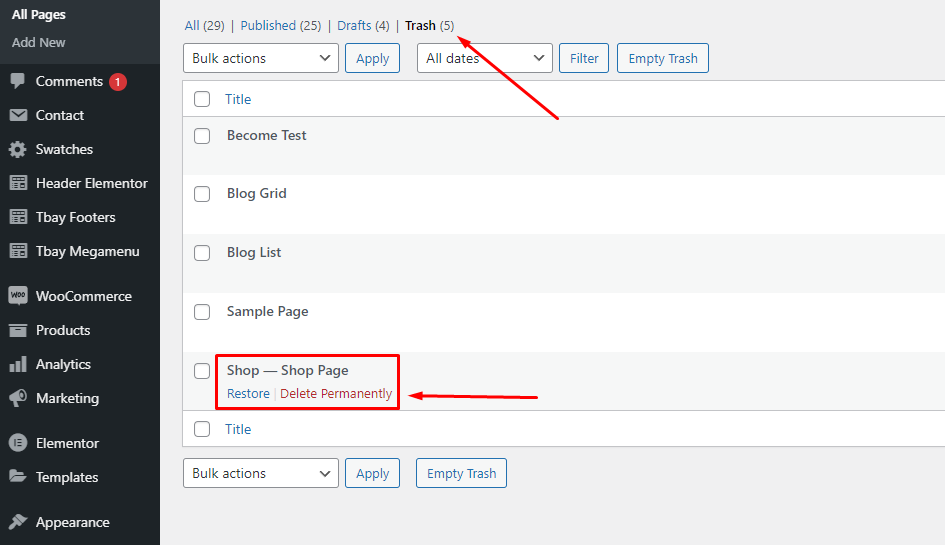 All Pages
Add New
Comments 1
Contact
Swatches
Header Elementor
Tbay Footers
Tbay Megamenu
WOO WooCommerce
Products
Analytics
Marketing
Elementor
Templates
Appearance
All (29) | Published (25) | Drafts (4) | Trash (5)
Bulk actions Apply All dates Filter Empty Trash
Title
Become Test
Blog Grid
Blog List
Sample Page
Shop — Shop Page
Restore | Delete Permanently
Title
Bulk actions Apply Empty Trash